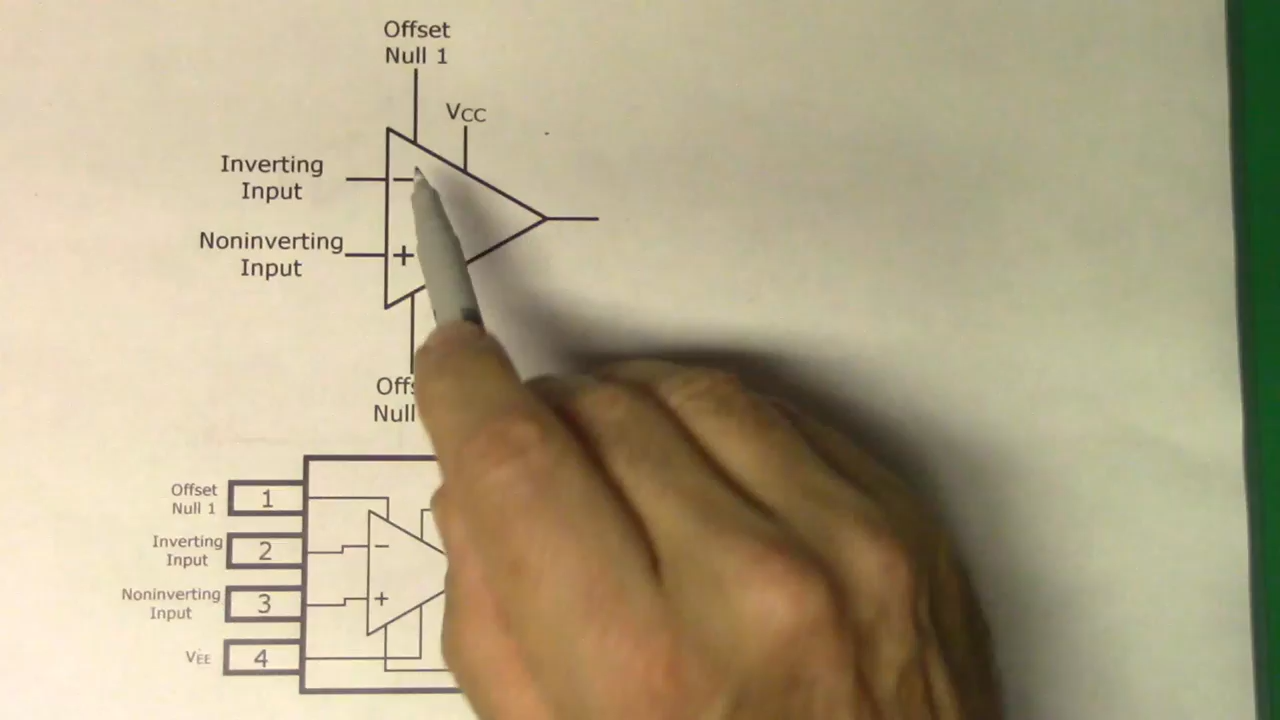 Offset
Null 1
VCC
Inverting
Input
−
Noninverting
Input
+
Null
Offset
Null 1
1
Inverting
Input
2
−
Noninverting
Input
3
+
VEE
4